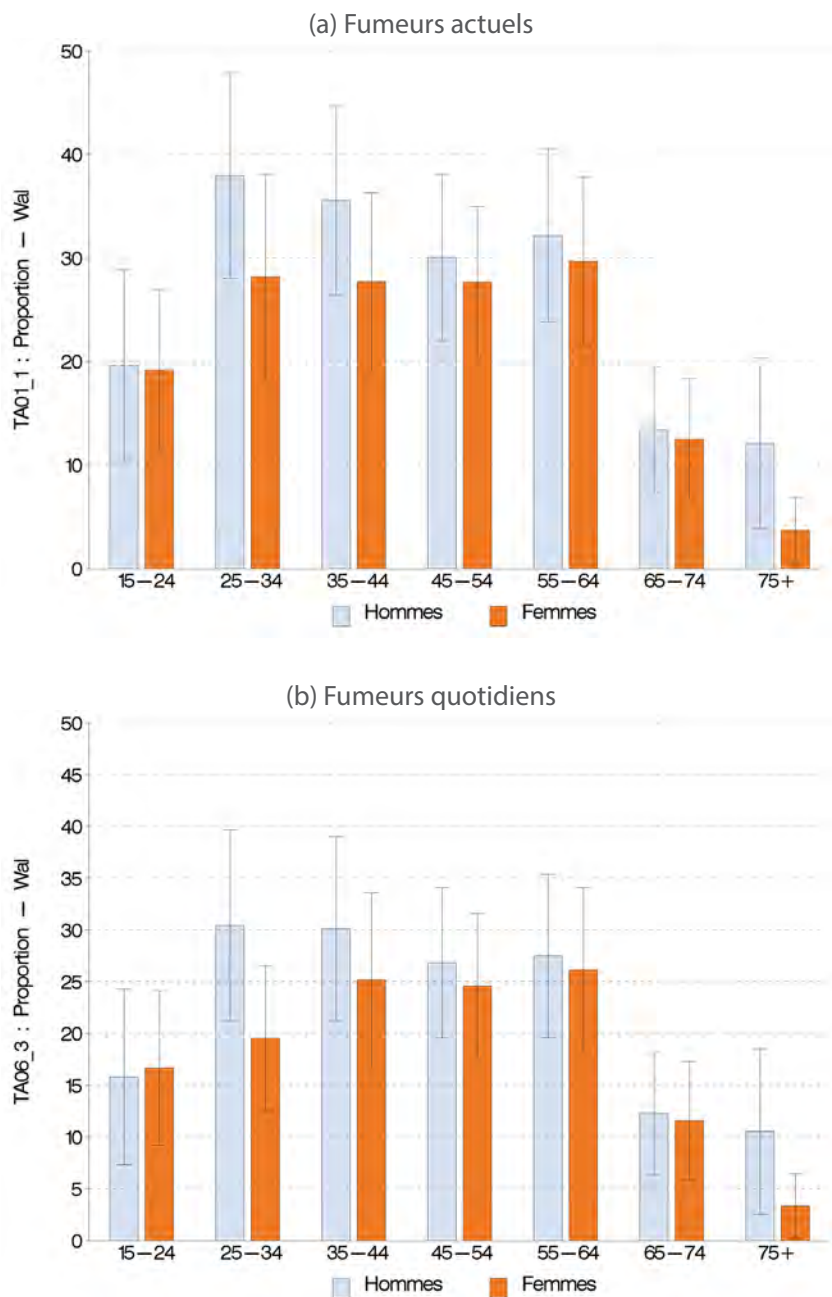 (a) Fumeurs actuels
TA01_1 : Proportion — Wal
50
40
30
20
10
0
15—24 25—34 35—44 45—54 55—64 65—74 75+
Hommes Femmes
(b) Fumeurs quotidiens
TA06_3 : Proportion — Wal
50
45
40
35
30
25
20
15
10
5
0
15—24 25—34 35—44 45—54 55—64 65—74 75+
Hommes Femmes